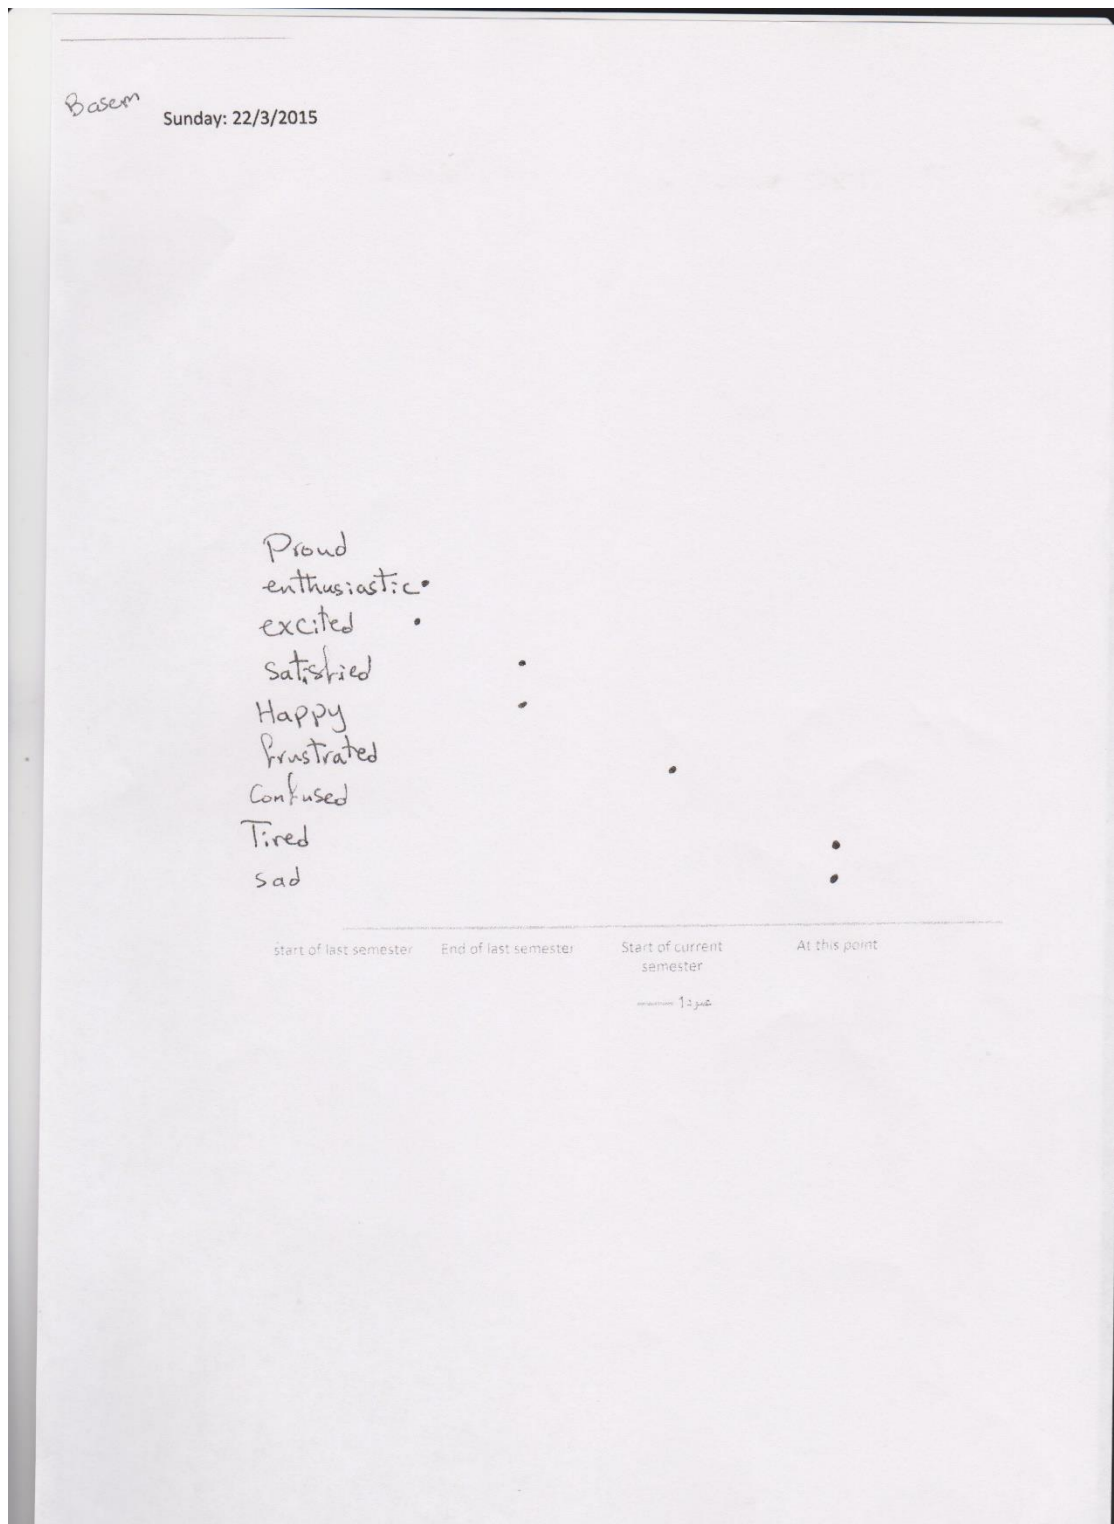 Basem
Sunday: 22/3/2015
Proud
enthusiastic
excited
satisfied
Happy
frustrated
Confused
Tired
sad
Start of last semester End of last semester Start of current semester At this point